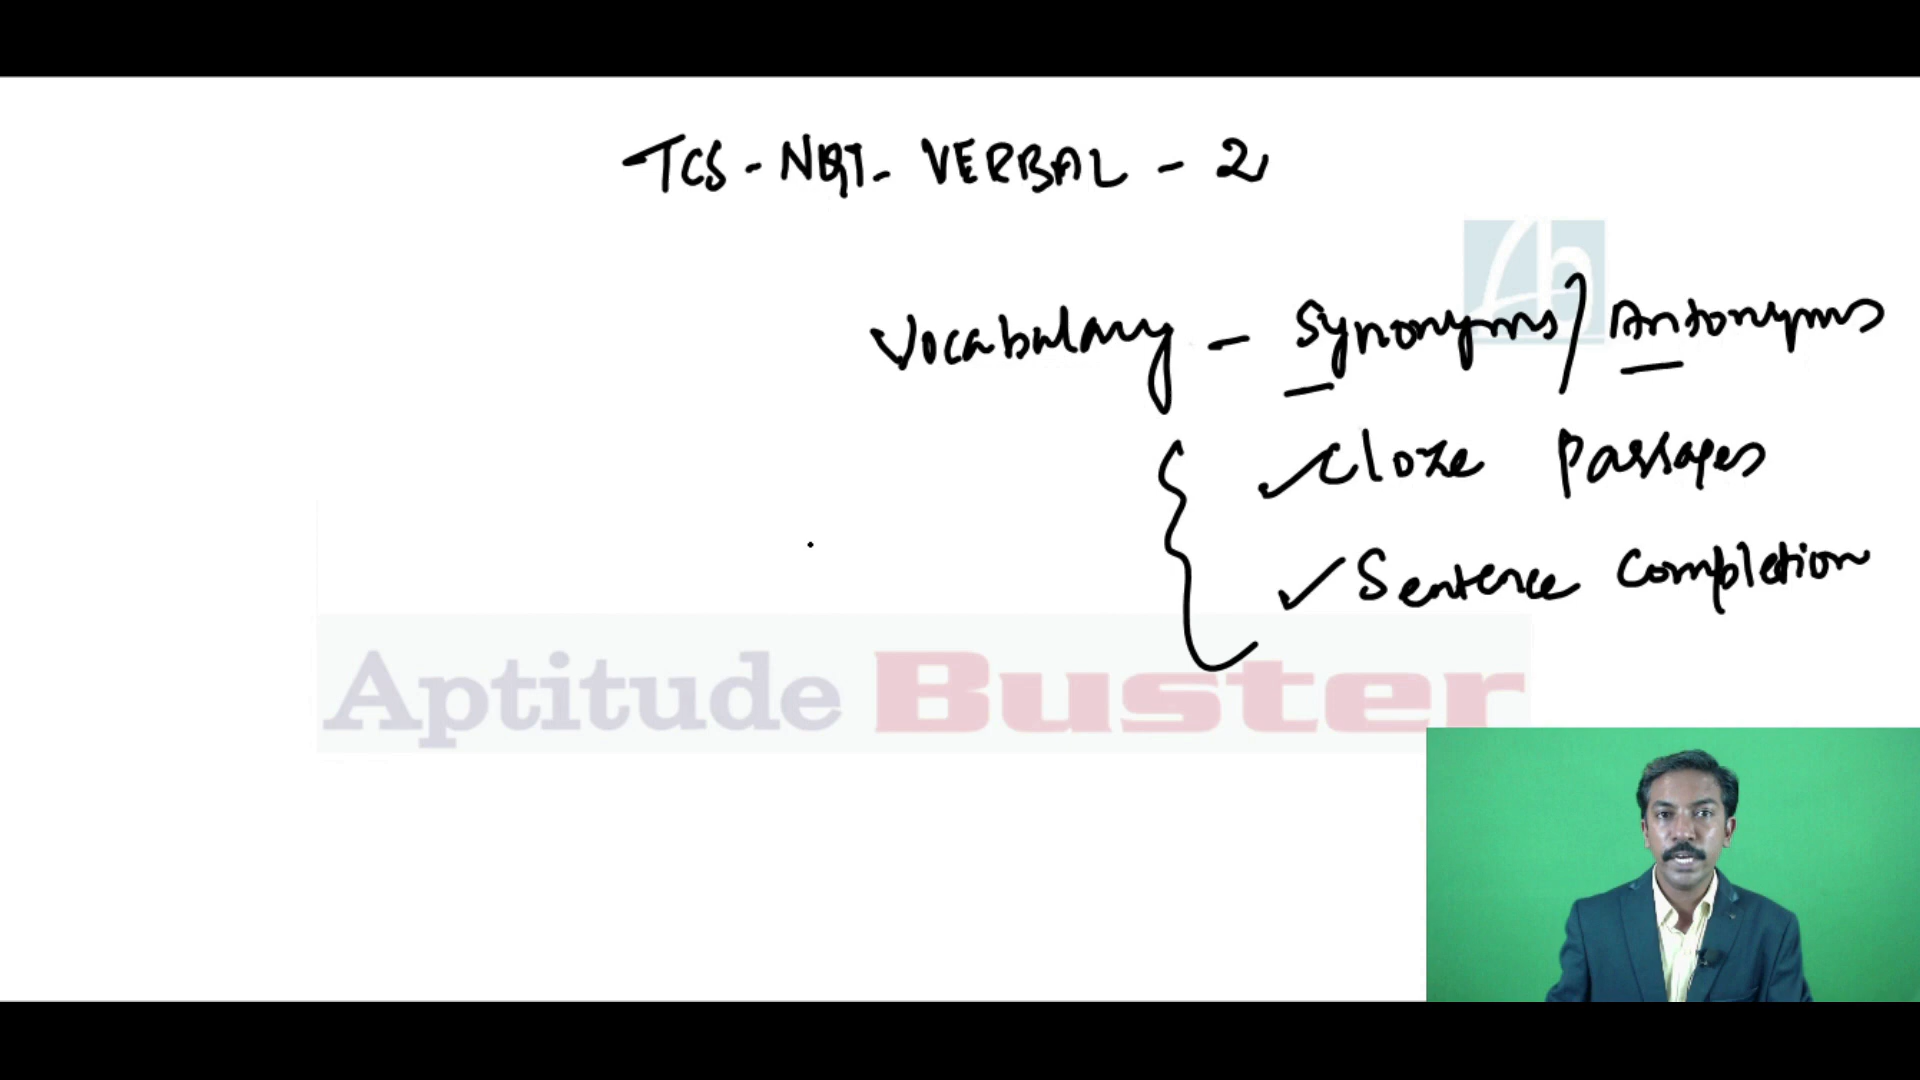 TCS - NQT - VERBAL - 2
Vocabulary - Synonyms / Antonyms
Cloze Passages
Sentence Completion
Aptitude Buster